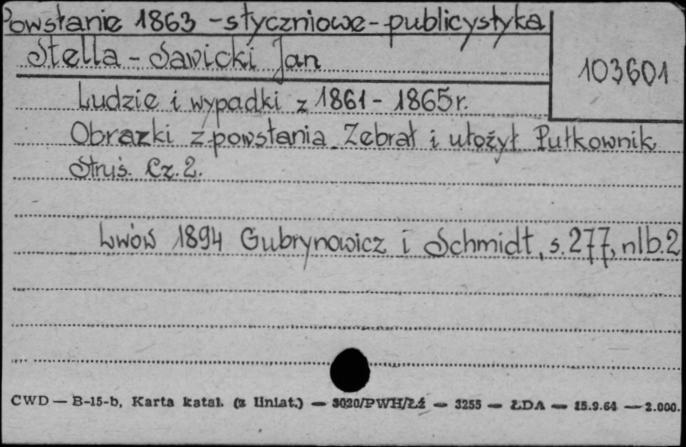 Powstanie 1863 - styczniowe - publicystyka
Stella - Sawicki Jan
103601
Ludzie i wypadki z 1861 - 1865 r.
Obrazki z powstania. Zebrał i ułożył Pułkownik
Struś. Cz. 2.
Lwów 1894 Gubrynowicz i Schmidt, s. 277, nlb. 2
CWD — B-15-b, Karta katal. (z liniat.) — 3020/PWH/Łź — 3255 — ŁDA — 15.9.64 — 2.000.